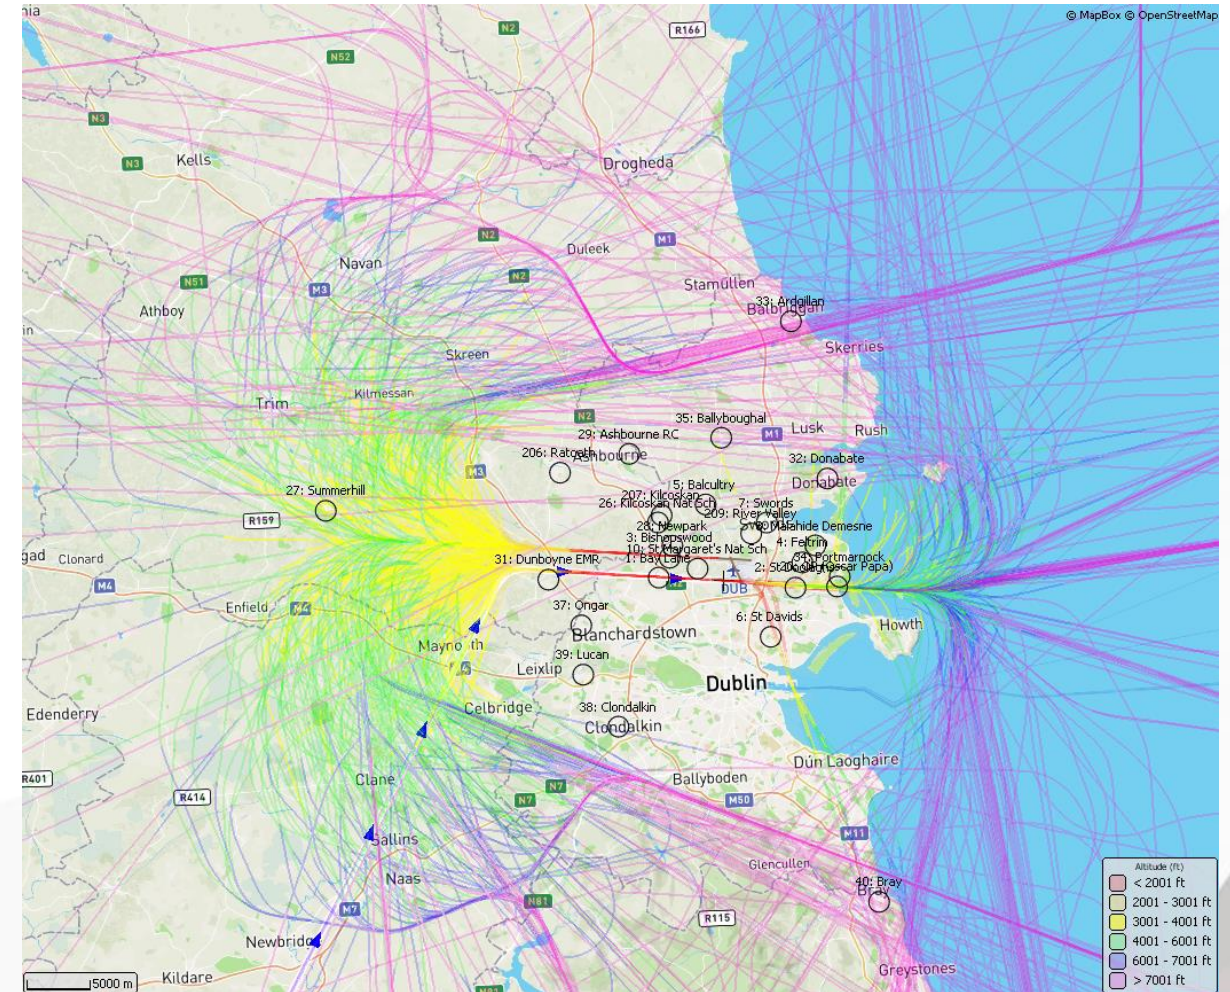 nia
© MapBox © OpenStreetMap
N2
R166
N52
N3
N3
Kells
Drogheda
N2
M1
Duleek
Navan
N2
N51
M3
Stamullen
Athboy
33: Ardgillan
Balbriggan
in
Skerries
Skreen
Kilmessan
Trim
N2
35: Ballyboughal
M1
Lusk
Rush
29: Ashbourne RC
Ashbourne
206: Ratoath
32: Donabate
Donabate
M3
27: Summerhill
5: Balcultry
207: Kilcoskan
26: Kilcoskan Nat Sch
7: Swords
209: River Valley
R159
28: Newpark
8: Malahide Demesne
3: Bishopswood
4: Feltrim
10: St Margaret's Nat Sch
gad
Clonard
31: Dunboyne EMR
1: Bay Lane
34: Portmarnock
M4
DUB
Enfield
M4
37: Ongar
6: St Davids
Howth
Blanchardstown
Maynooth
39: Lucan
Leixlip
Dublin
Celbridge
38: Clondalkin
Clondalkin
Edenderry
Dún Laoghaire
R401
Clane
Ballyboden
N7
R414
N7
M50
Sallins
M11
Glencullen
Naas
40: Bray
Bray
N81
M7
R115
Newbridge
Greystones
Kildare
N81
5000 m
Altitude (ft)
< 2001 ft
2001 - 3001 ft
3001 - 4001 ft
4001 - 6001 ft
6001 - 7001 ft
> 7001 ft